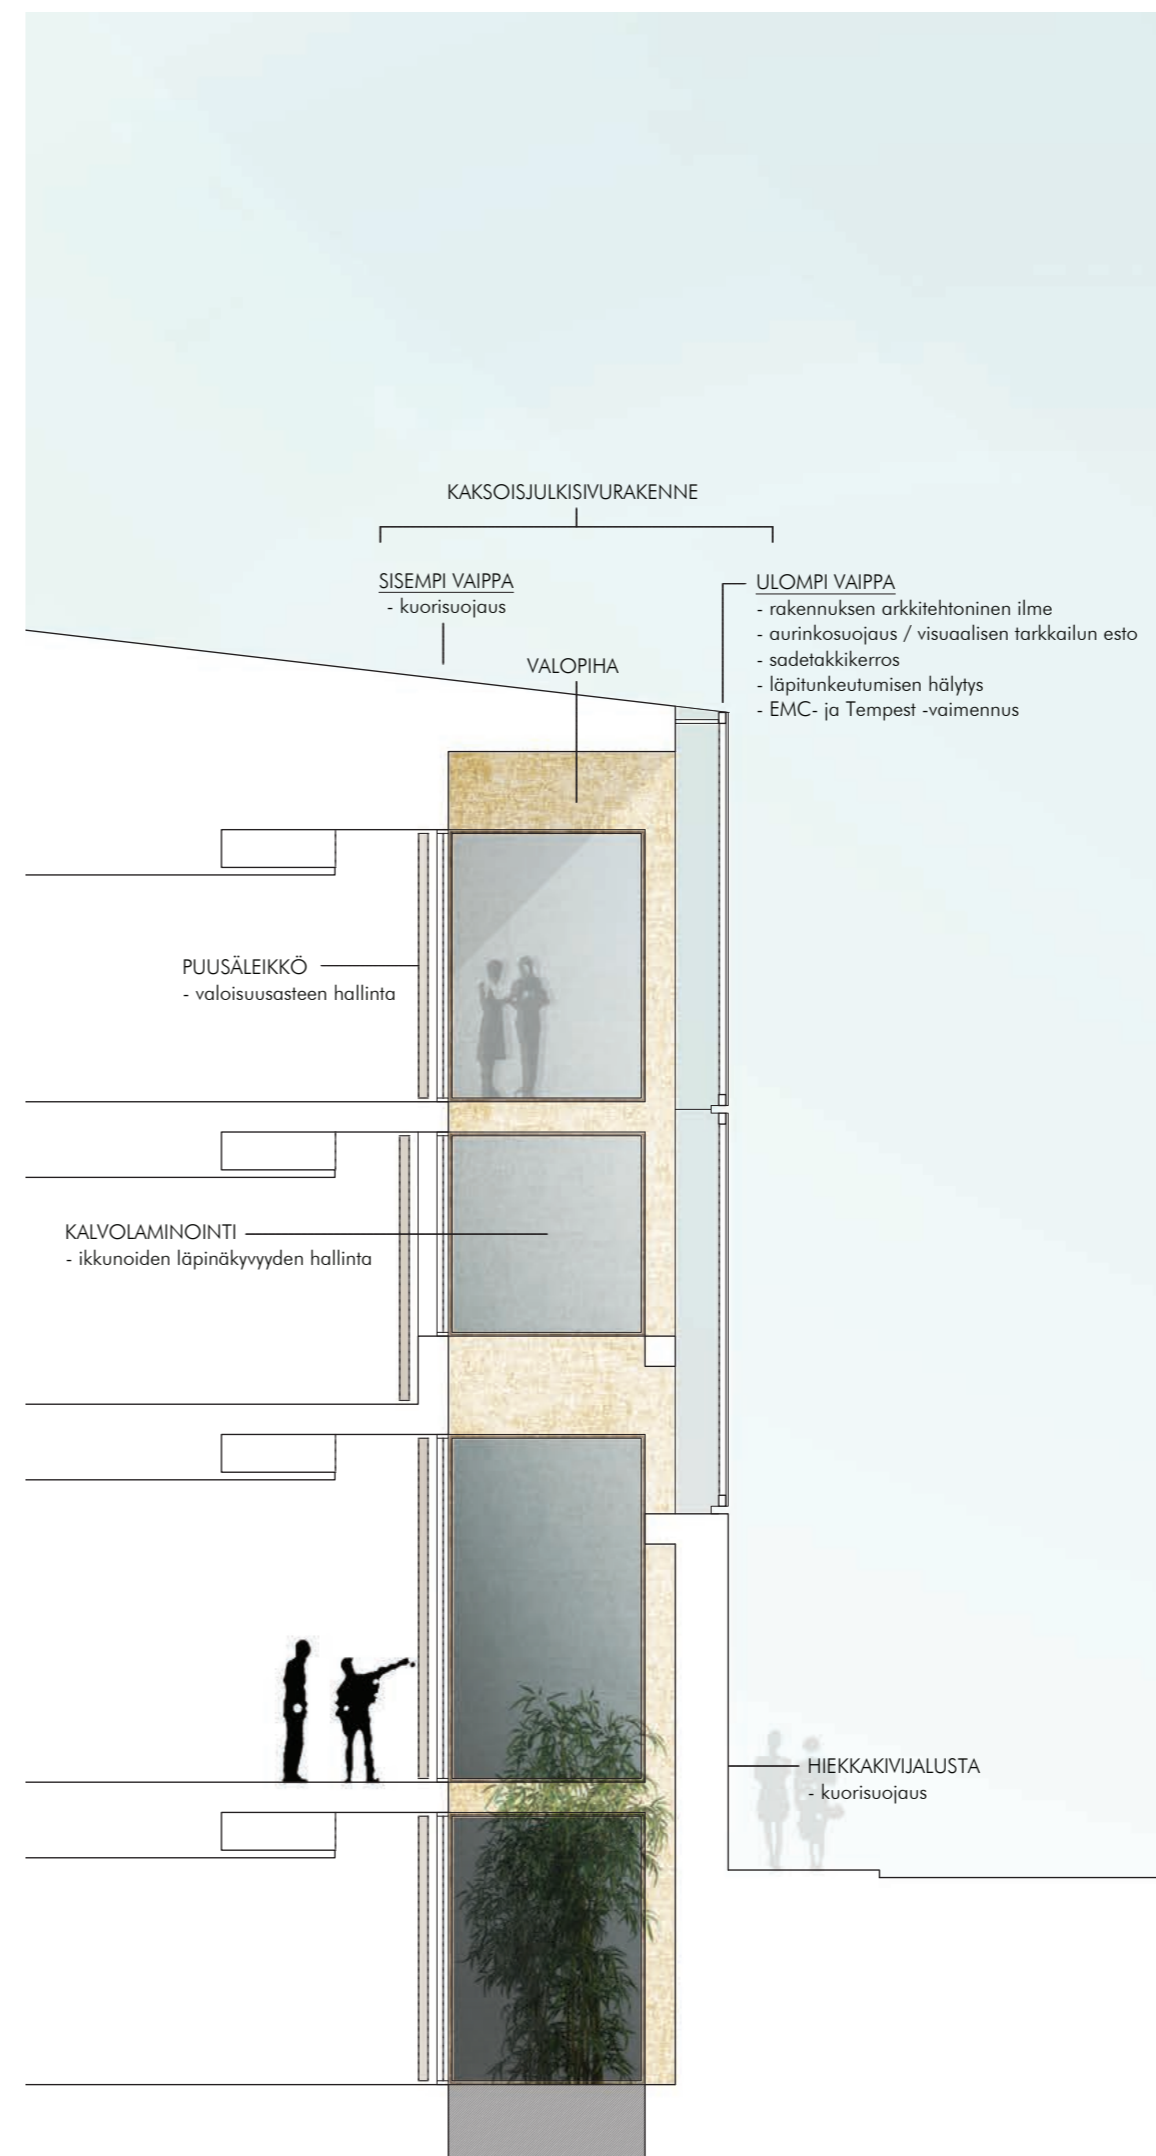 KAKSOISJULKISIVURAKENNE
SISEMPI VAIPPA
- kuorisuojaus
ULOMPI VAIPPA
- rakennuksen arkkitehtoninen ilme
- aurinkosuojaus / visuaalisen tarkkailun esto
- sadetakkikerros
- läpitunkeutumisen hälytys
- EMC- ja Tempest -vaimennus
VALOPIHA
PUUSÄLEIKKÖ
- valoisuusasteen hallinta
KALVOLAMINOINTI
- ikkunoiden läpinäkyvyyden hallinta
HIEKKAKIVIJALUSTA
- kuorisuojaus